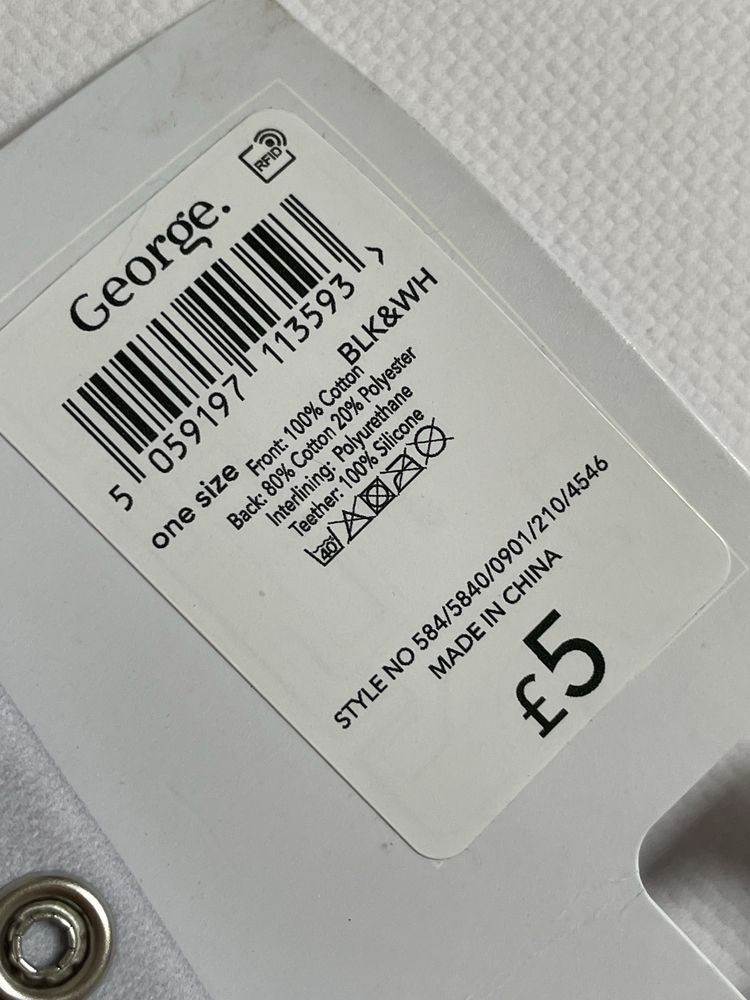 RFID
George.
5 059197 113593 >
one size BLK&WH
Front: 100% Cotton
Back: 80% Cotton 20% Polyester
Interlining: Polyurethane
Teether: 100% Silicone
40
STYLE NO 584/5840/0901/210/4546
MADE IN CHINA
£5